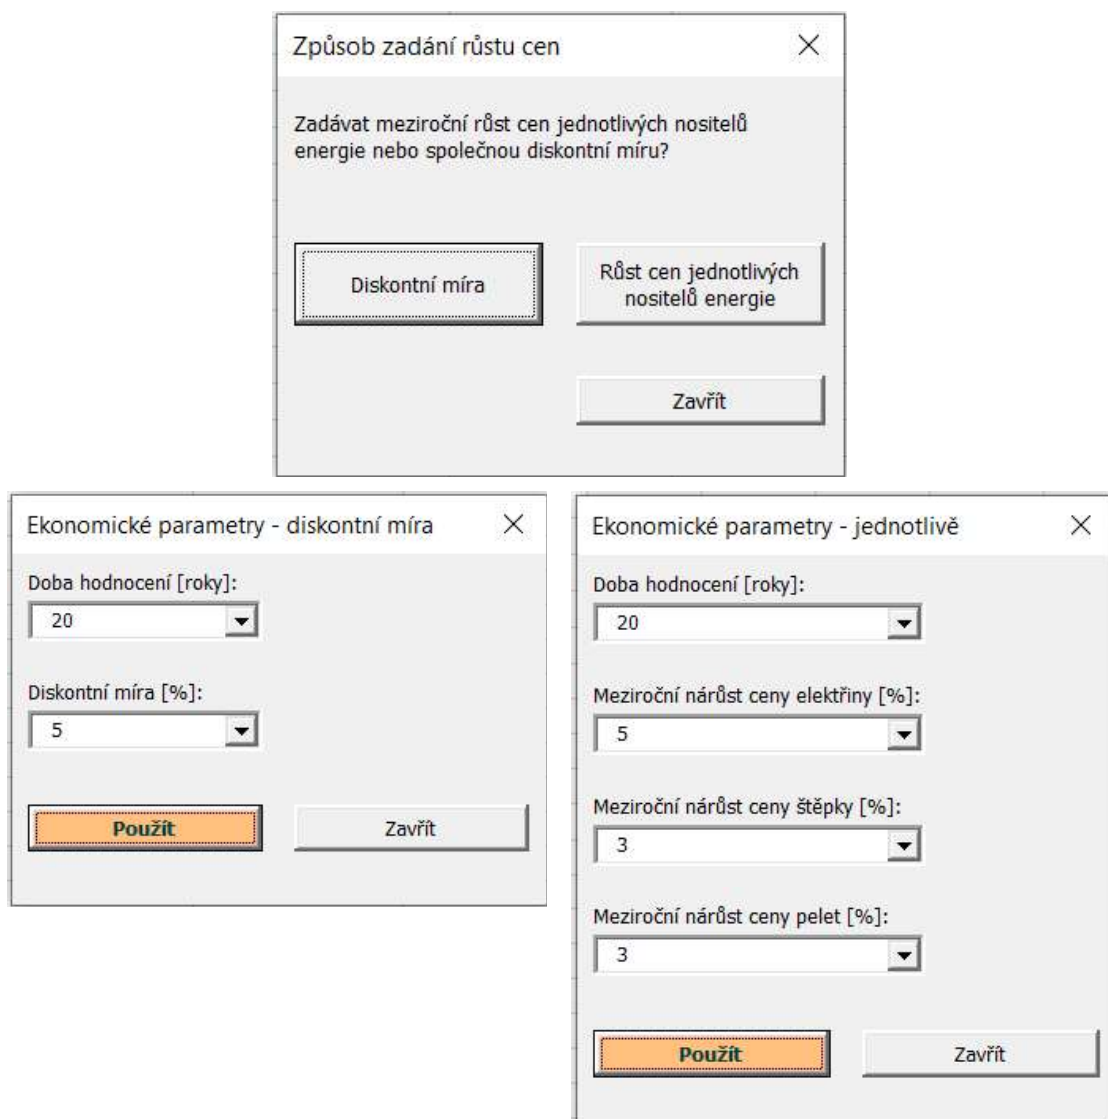 Způsob zadání růstu cen
Zadávat meziroční růst cen jednotlivých nositelů
energie nebo společnou diskontní míru?
Diskontní míra
Růst cen jednotlivých
nositelů energie
Zavřít
Ekonomické parametry - diskontní míra
Doba hodnocení [roky]:
20
Diskontní míra [%]:
5
Použít
Zavřít
Ekonomické parametry - jednotlivě
Doba hodnocení [roky]:
20
Meziroční nárůst ceny elektřiny [%]:
5
Meziroční nárůst ceny štěpky [%]:
3
Meziroční nárůst ceny pelet [%]:
3
Použít
Zavřít